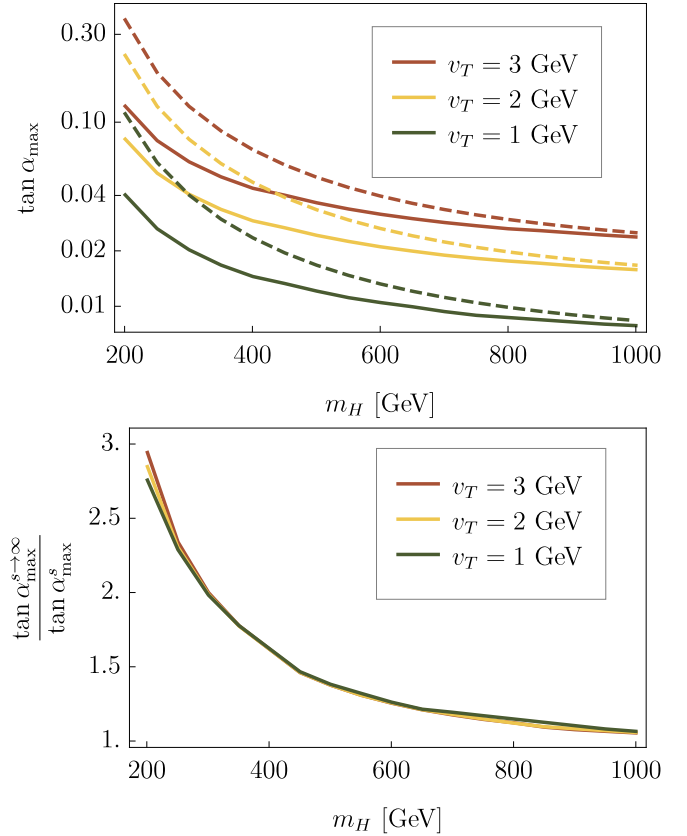 0.30
0.10
0.04
0.02
0.01
tan α_max
v_T = 3 GeV
v_T = 2 GeV
v_T = 1 GeV
200 400 600 800 1000
m_H [GeV]
3.
2.5
2.
1.5
1.
tan α_max^{s→∞}
tan α_max^s
v_T = 3 GeV
v_T = 2 GeV
v_T = 1 GeV
200 400 600 800 1000
m_H [GeV]